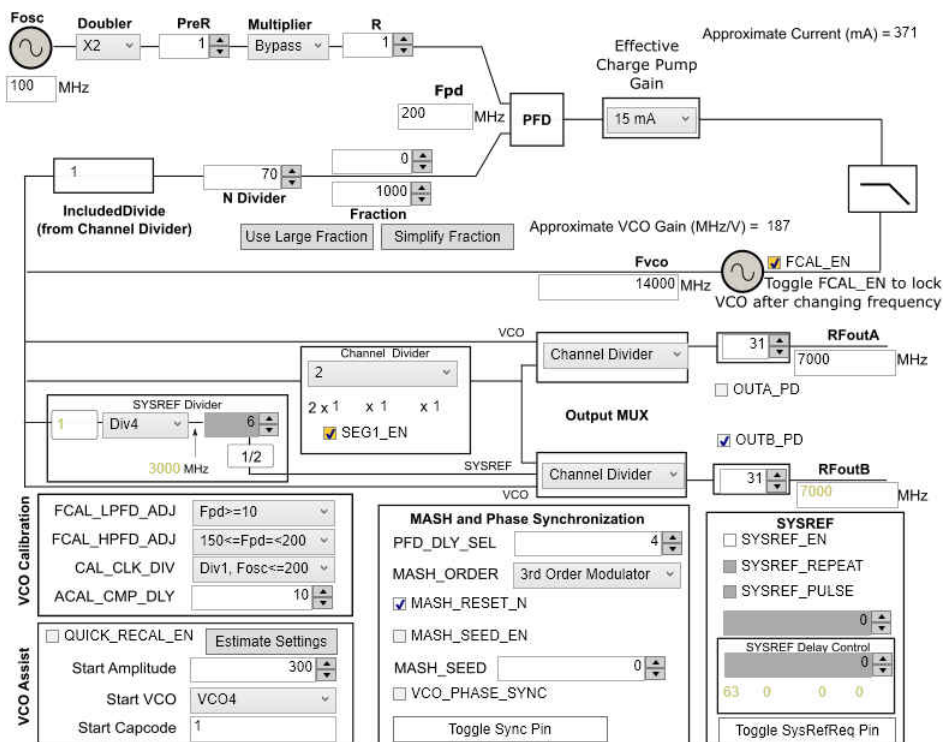 Fosc
Doubler
PreR
Multiplier
R
X2
1
Bypass
1
Approximate Current (mA) = 371
100 MHz
Effective
Charge Pump
Gain
Fpd
200 MHz
PFD
15 mA
1
IncludedDivide
(from Channel Divider)
70
N Divider
0
1000
Fraction
Use Large Fraction
Simplify Fraction
Approximate VCO Gain (MHz/V) = 187
Fvco
14000 MHz
FCAL_EN
Toggle FCAL_EN to lock
VCO after changing frequency
VCO
Channel Divider
2
2 x 1 x 1 x 1
SEG1_EN
Channel Divider
31
RFoutA
7000
MHz
OUTA_PD
Output MUX
SYSREF Divider
1
Div4
6
3000 MHz
1/2
SYSREF
Channel Divider
VCO
OUTB_PD
31
RFoutB
7000
MHz
VCO Calibration
FCAL_LPFD_ADJ Fpd>=10
FCAL_HPFD_ADJ 150<=Fpd=<200
CAL_CLK_DIV Div1, Fosc<=200
ACAL_CMP_DLY 10
VCO Assist
QUICK_RECAL_EN Estimate Settings
Start Amplitude 300
Start VCO VCO4
Start Capcode 1
MASH and Phase Synchronization
PFD_DLY_SEL 4
MASH_ORDER 3rd Order Modulator
MASH_RESET_N
MASH_SEED_EN
MASH_SEED 0
VCO_PHASE_SYNC
Toggle Sync Pin
SYSREF
SYSREF_EN
SYSREF_REPEAT
SYSREF_PULSE
0
SYSREF Delay Control
0
63 0 0 0
Toggle SysRefReq Pin